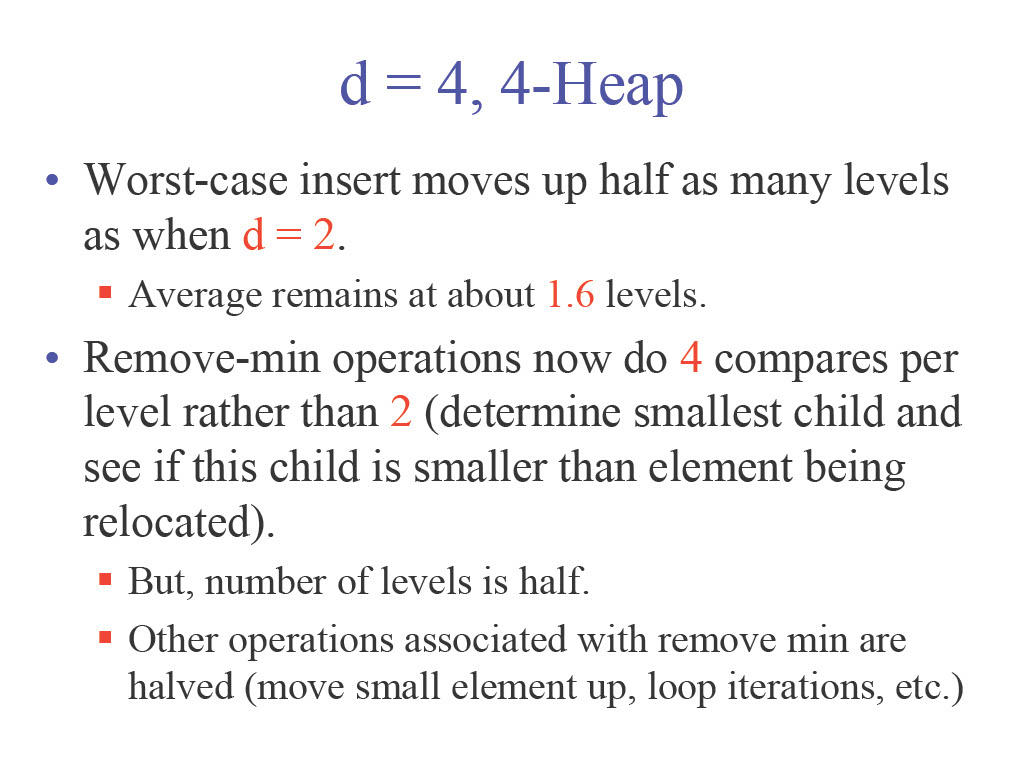 d = 4, 4-Heap
• Worst-case insert moves up half as many levels
as when d = 2.
▪ Average remains at about 1.6 levels.
• Remove-min operations now do 4 compares per
level rather than 2 (determine smallest child and
see if this child is smaller than element being
relocated).
▪ But, number of levels is half.
▪ Other operations associated with remove min are
halved (move small element up, loop iterations, etc.)